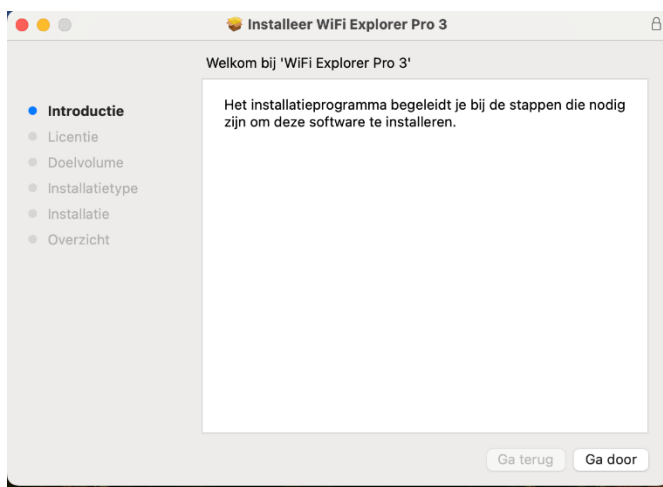 Installeer WiFi Explorer Pro 3
Welkom bij 'WiFi Explorer Pro 3'
Introductie
Licentie
Doelvolume
Installatietype
Installatie
Overzicht
Het installatieprogramma begeleidt je bij de stappen die nodig
zijn om deze software te installeren.
Ga terug
Ga door